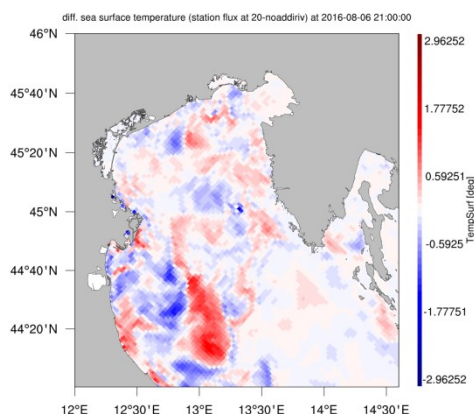 diff. sea surface temperature (station flux at 20-noaddiriv) at 2016-08-06 21:00:00
46°N
45°40'N
45°20'N
45°N
44°40'N
44°20'N
12°E
12°30'E
13°E
13°30'E
14°E
14°30'E
2.96252
1.77752
0.59251
-0.5925
-1.77751
-2.96252
TempSurf [deg]